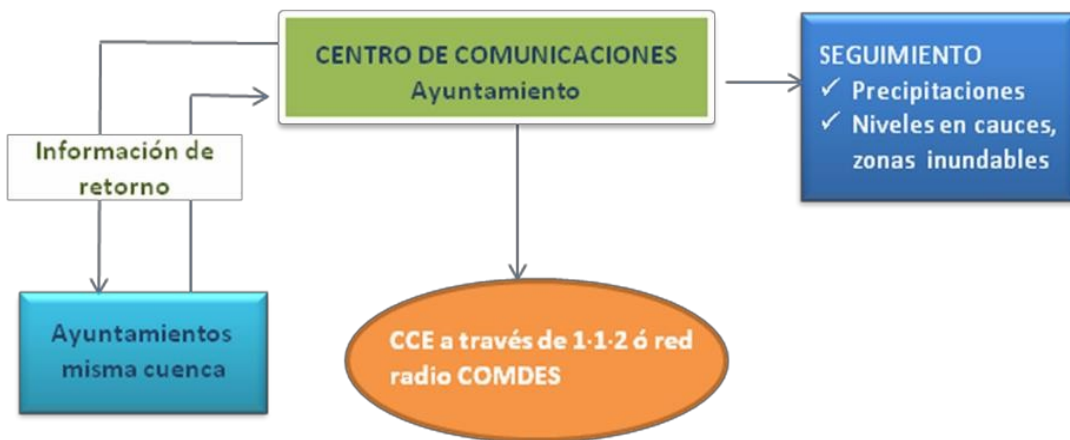 CENTRO DE COMUNICACIONES
Ayuntamiento
SEGUIMIENTO
✓ Precipitaciones
✓ Niveles en cauces,
zonas inundables
Información de
retorno
Ayuntamientos
misma cuenca
CCE a través de 1·1·2 ó red
radio COMDES